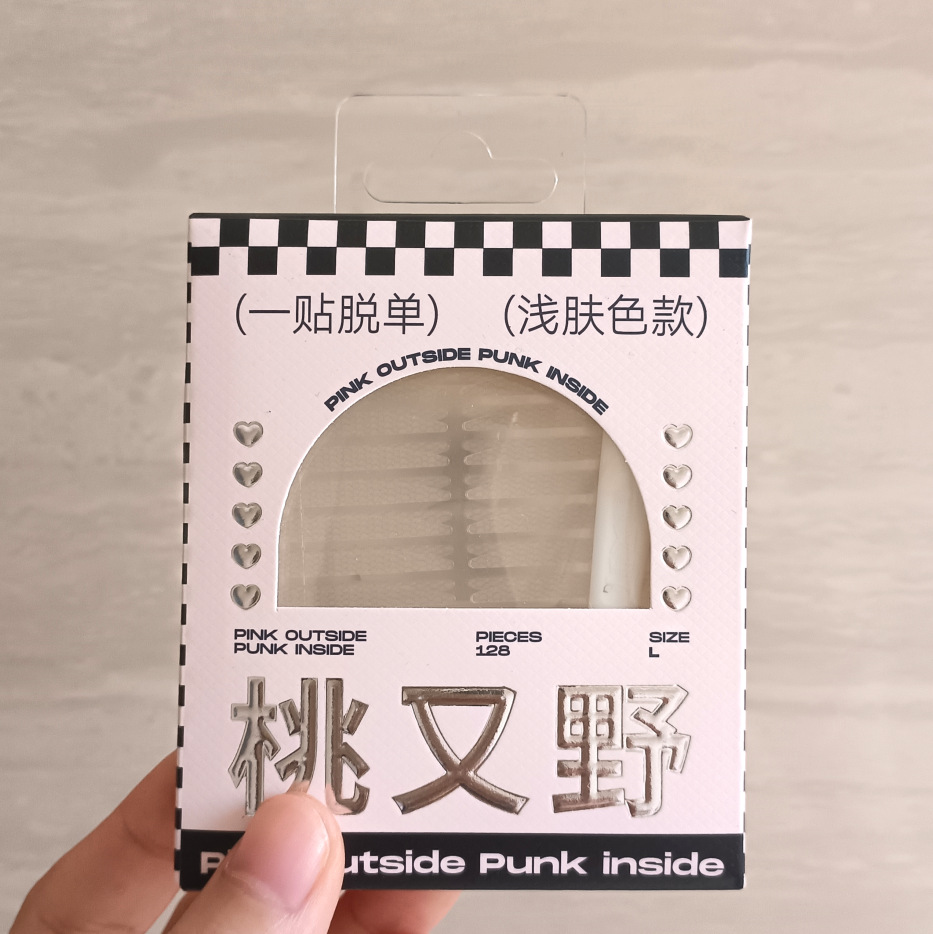 （一贴脱单） （浅肤色款）
PINK OUTSIDE PUNK INSIDE
PINK OUTSIDE
PUNK INSIDE
PIECES
128
SIZE
L
桃又野
utside Punk inside